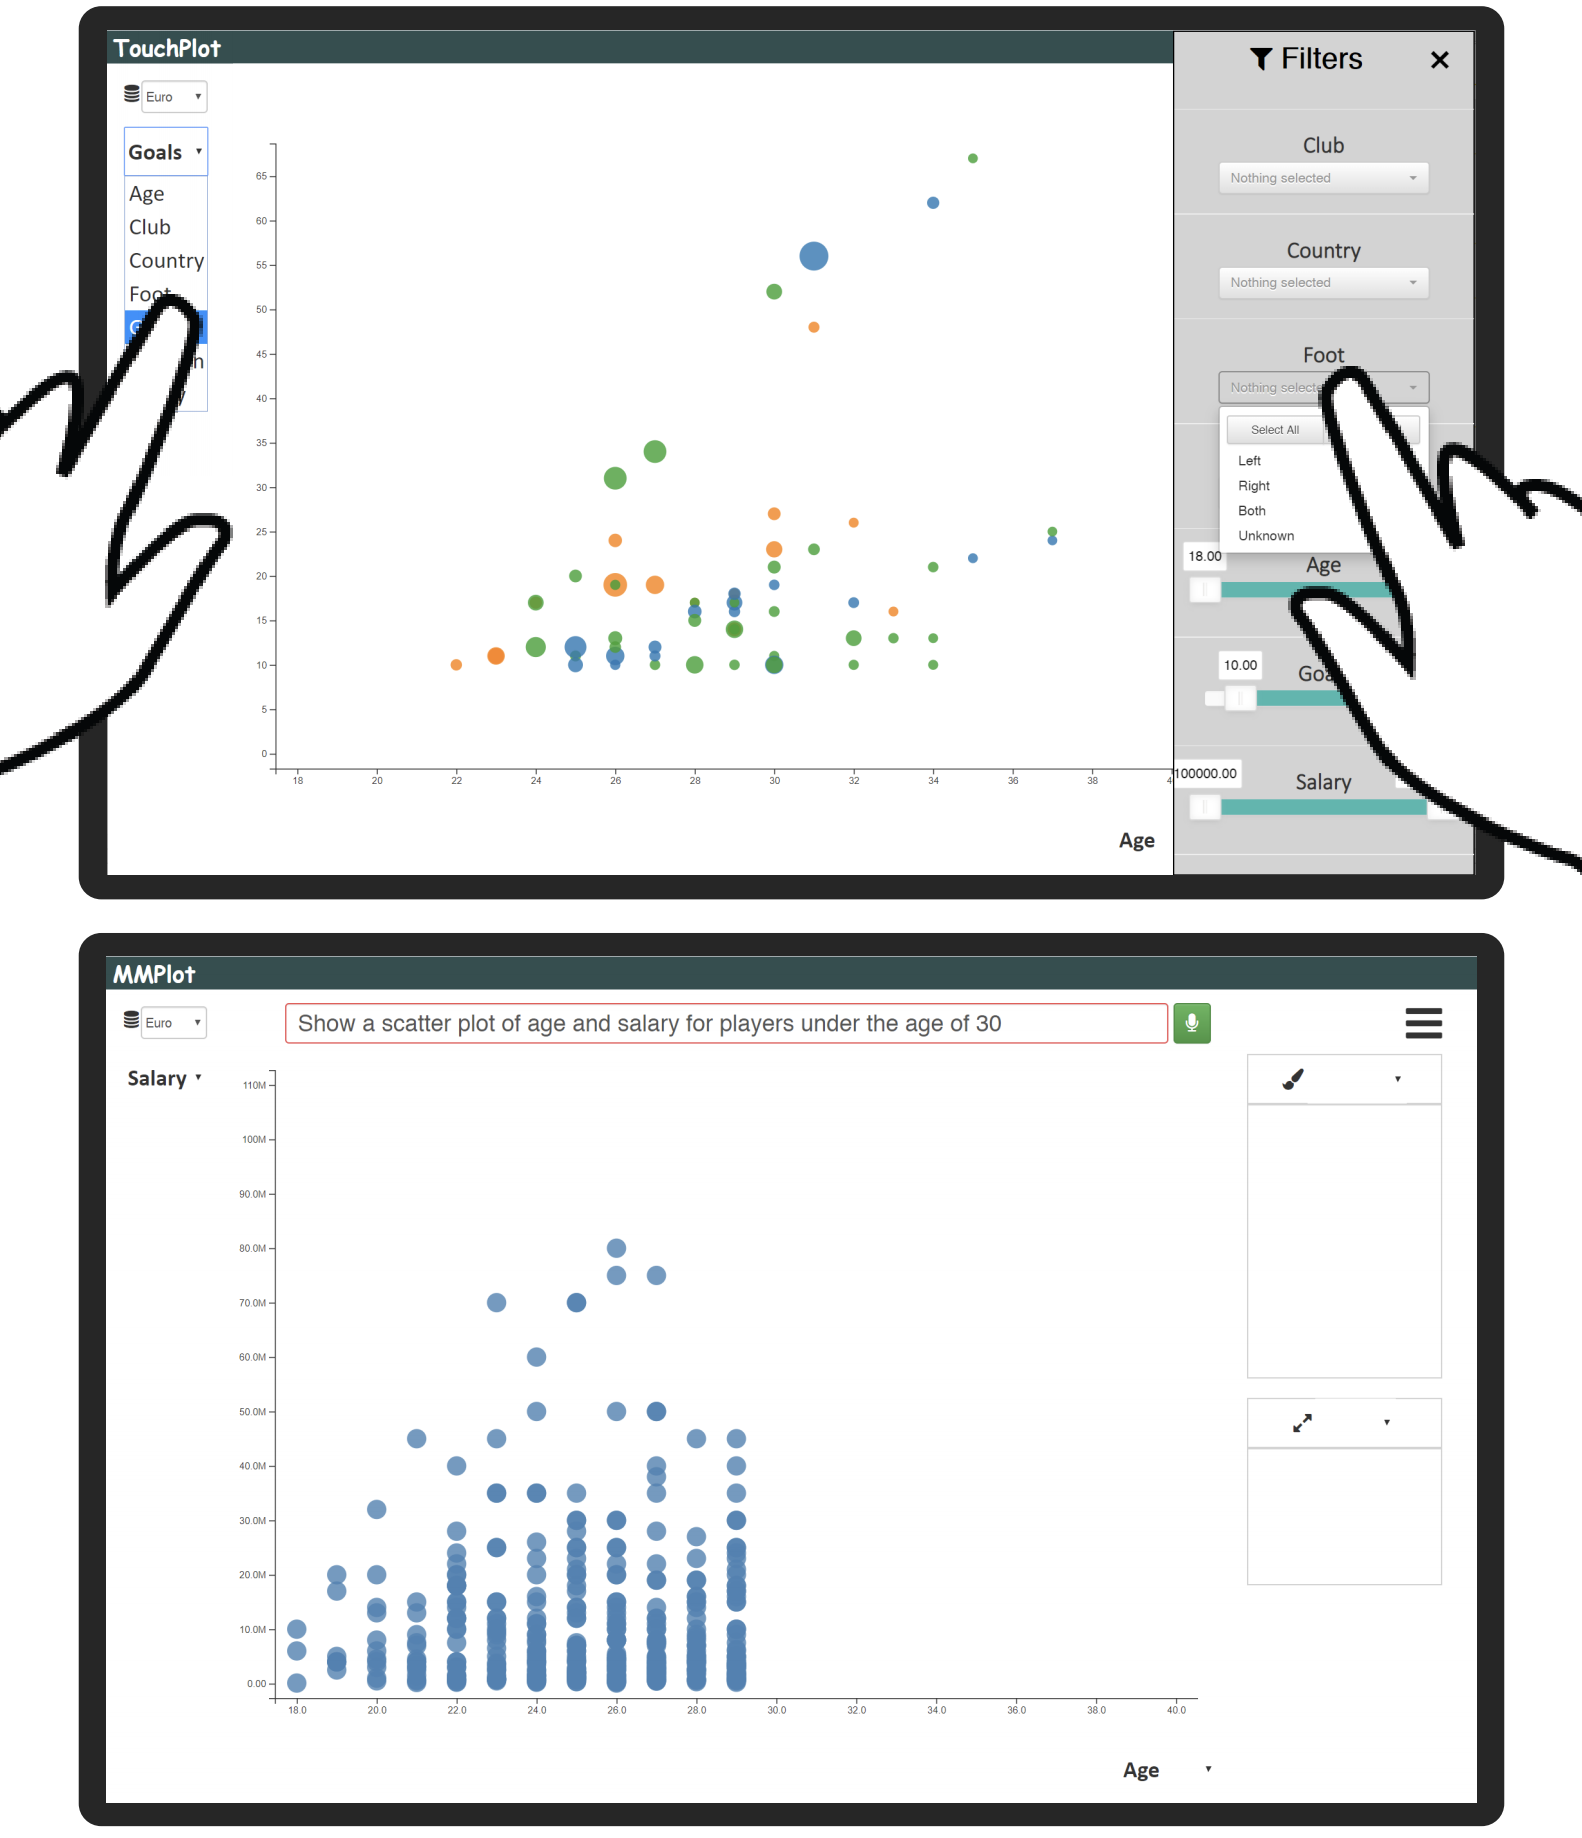 TouchPlot
Filters
Euro
Goals
Age
Club
Country
Foot
65
60
55
50
45
40
35
30
25
20
15
10
5
0
18 20 22 24 26 28 30 32 34 36 38
Age
Club
Nothing selected
Country
Nothing selected
Foot
Nothing
Select All
Left
Right
Both
Unknown
18.00
Age
10.00
100000.00
Salary
MMPlot
Euro
Show a scatter plot of age and salary for players under the age of 30
Salary
110M
100M
90.0M
80.0M
70.0M
60.0M
50.0M
40.0M
30.0M
20.0M
10.0M
0.00
18.0 20.0 22.0 24.0 26.0 28.0 30.0 32.0 34.0 36.0 38.0 40.0
Age